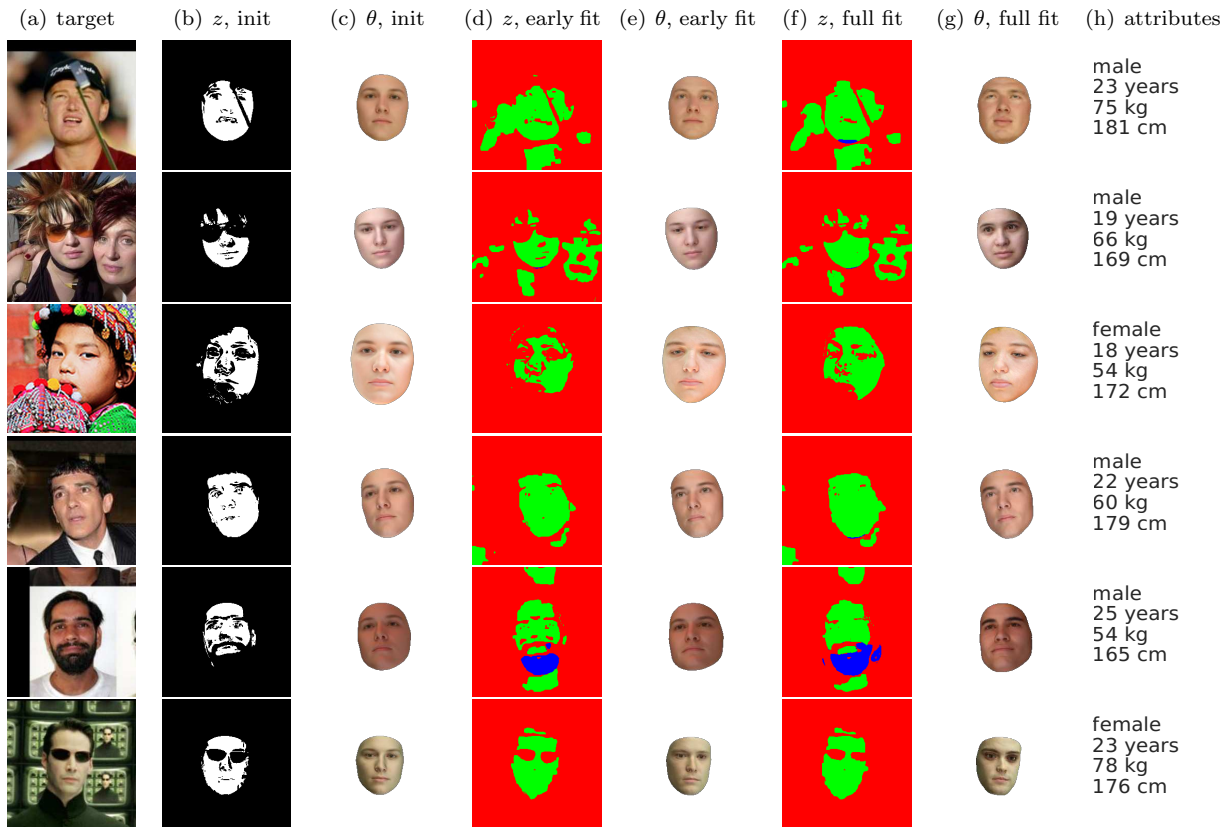 (a) target
(b) z, init
(c) θ, init
(d) z, early fit
(e) θ, early fit
(f) z, full fit
(g) θ, full fit
(h) attributes
male
23 years
75 kg
181 cm
male
19 years
66 kg
169 cm
female
18 years
54 kg
172 cm
male
22 years
60 kg
179 cm
male
25 years
54 kg
165 cm
female
23 years
78 kg
176 cm